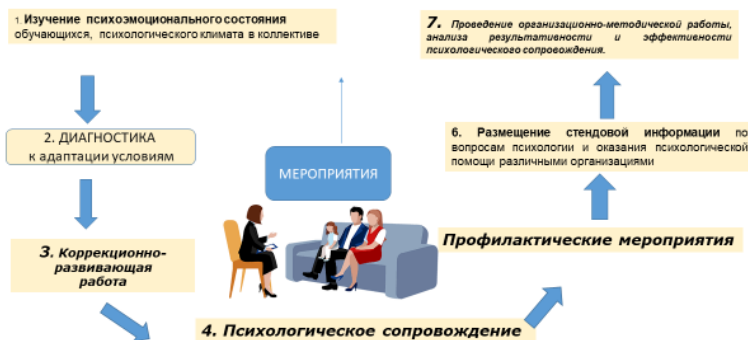 1. Изучение психоэмоционального состояния
обучающихся, психологического климата в коллективе
2. ДИАГНОСТИКА
к адаптации условиям
3. Коррекционно-
развивающая
работа
4. Психологическое сопровождение
МЕРОПРИЯТИЯ
Профилактические мероприятия
6. Размещение стендовой информации по
вопросам психологии и оказания психологической
помощи различными организациями
7. Проведение организационно-методической работы,
анализа результативности и эффективности
психологического сопровождения.